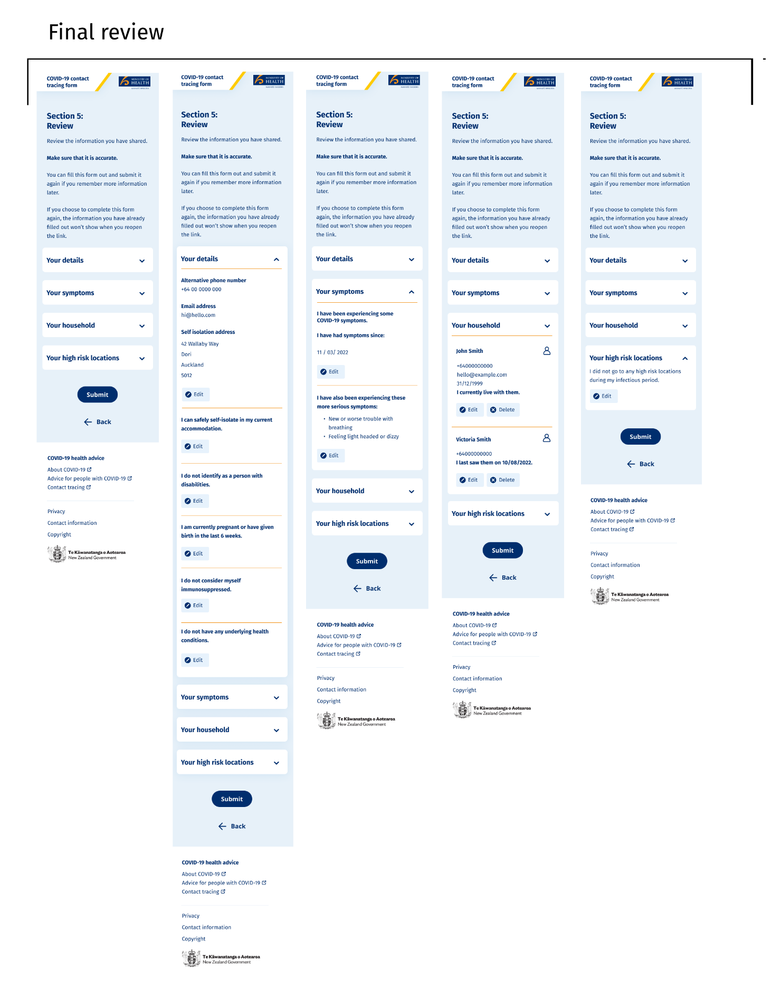 Final review
COVID-19 contact
tracing form
MINISTRY OF
HEALTH
MANATŪ HAUORA
Section 5:
Review
Review the information you have shared.
Make sure that it is accurate.
You can fill this form out and submit it
again if you remember more information
later.
If you choose to complete this form
again, the information you have already
filled out won't show when you reopen
the link.
Your details
Your symptoms
Your household
Your high risk locations
Submit
Back
COVID-19 health advice
About COVID-19
Advice for people with COVID-19
Contact tracing
Privacy
Contact information
Copyright
Te Kāwanatanga o Aotearoa
New Zealand Government
COVID-19 contact
tracing form
MINISTRY OF
HEALTH
MANATŪ HAUORA
Section 5:
Review
Review the information you have shared.
Make sure that it is accurate.
You can fill this form out and submit it
again if you remember more information
later.
If you choose to complete this form
again, the information you have already
filled out won't show when you reopen
the link.
Your details
Alternative phone number
+64 00 0000 000
Email address
hi@hello.com
Self isolation address
42 Wallaby Way
Dori
Auckland
5012
Edit
I can safely self-isolate in my current
accommodation.
Edit
I do not identify as a person with
disabilities.
Edit
I am currently pregnant or have given
birth in the last 6 weeks.
Edit
I do not consider myself
immunosuppressed.
Edit
I do not have any underlying health
conditions.
Edit
Your symptoms
Your household
Your high risk locations
Submit
Back
COVID-19 health advice
About COVID-19
Advice for people with COVID-19
Contact tracing
Privacy
Contact information
Copyright
Te Kāwanatanga o Aotearoa
New Zealand Government
COVID-19 contact
tracing form
MINISTRY OF
HEALTH
MANATŪ HAUORA
Section 5:
Review
Review the information you have shared.
Make sure that it is accurate.
You can fill this form out and submit it
again if you remember more information
later.
If you choose to complete this form
again, the information you have already
filled out won't show when you reopen
the link.
Your details
Your symptoms
I have been experiencing some
COVID-19 symptoms.
I have had symptoms since:
11 / 03/ 2022
Edit
I have also been experiencing these
more serious symptoms:
• New or worse trouble with
breathing
• Feeling light headed or dizzy
Edit
Your household
Your high risk locations
Submit
Back
COVID-19 health advice
About COVID-19
Advice for people with COVID-19
Contact tracing
Privacy
Contact information
Copyright
Te Kāwanatanga o Aotearoa
New Zealand Government
COVID-19 contact
tracing form
MINISTRY OF
HEALTH
MANATŪ HAUORA
Section 5:
Review
Review the information you have shared.
Make sure that it is accurate.
You can fill this form out and submit it
again if you remember more information
later.
If you choose to complete this form
again, the information you have already
filled out won't show when you reopen
the link.
Your details
Your symptoms
Your household
John Smith
+64000000000
hello@example.com
31/12/1999
I currently live with them.
Edit Delete
Victoria Smith
+64000000000
I last saw them on 10/08/2022.
Edit Delete
Your high risk locations
Submit
Back
COVID-19 health advice
About COVID-19
Advice for people with COVID-19
Contact tracing
Privacy
Contact information
Copyright
Te Kāwanatanga o Aotearoa
New Zealand Government
COVID-19 contact
tracing form
MINISTRY OF
HEALTH
MANATŪ HAUORA
Section 5:
Review
Review the information you have shared.
Make sure that it is accurate.
You can fill this form out and submit it
again if you remember more information
later.
If you choose to complete this form
again, the information you have already
filled out won't show when you reopen
the link.
Your details
Your symptoms
Your household
Your high risk locations
I did not go to any high risk locations
during my infectious period.
Edit
Submit
Back
COVID-19 health advice
About COVID-19
Advice for people with COVID-19
Contact tracing
Privacy
Contact information
Copyright
Te Kāwanatanga o Aotearoa
New Zealand Government